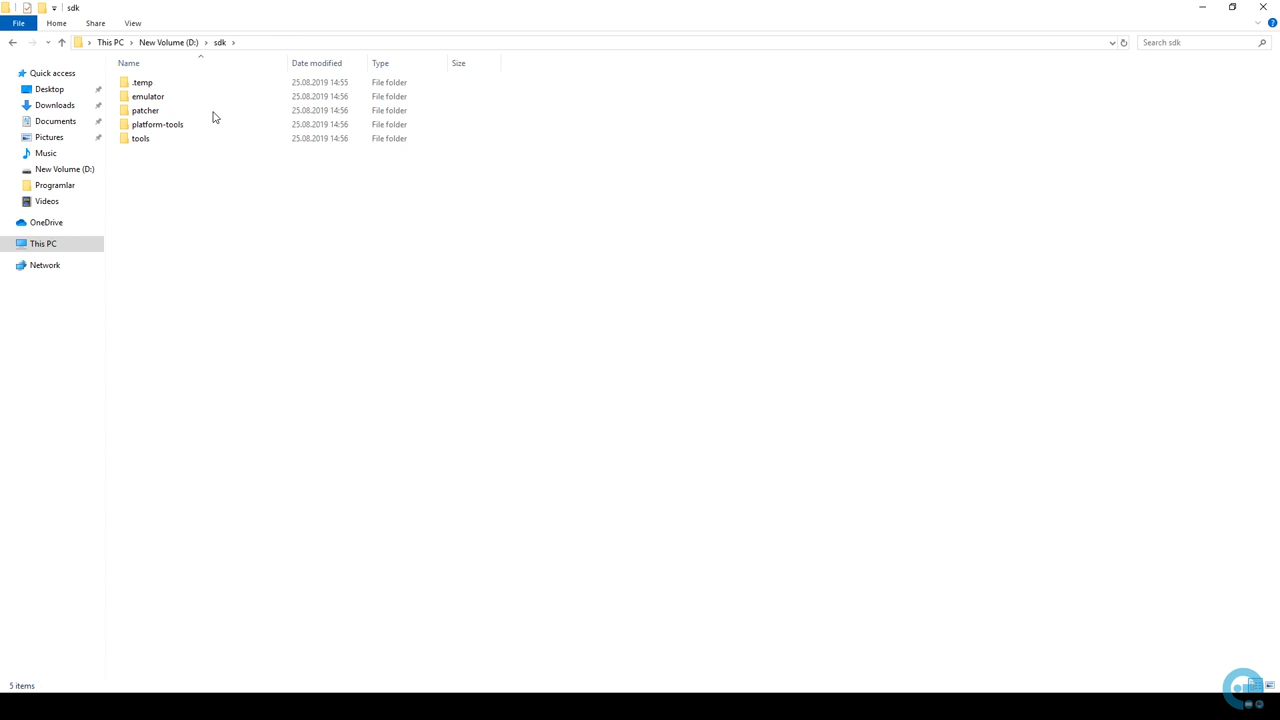 sdk
File Home Share View
This PC New Volume (D:) sdk Search sdk
Name Date modified Type Size
Quick access
Desktop
Downloads
Documents
Pictures
Music
New Volume (D:)
Programlar
Videos
OneDrive
This PC
Network
.temp 25.08.2019 14:55 File folder
emulator 25.08.2019 14:56 File folder
patcher 25.08.2019 14:56 File folder
platform-tools 25.08.2019 14:56 File folder
tools 25.08.2019 14:56 File folder
5 items